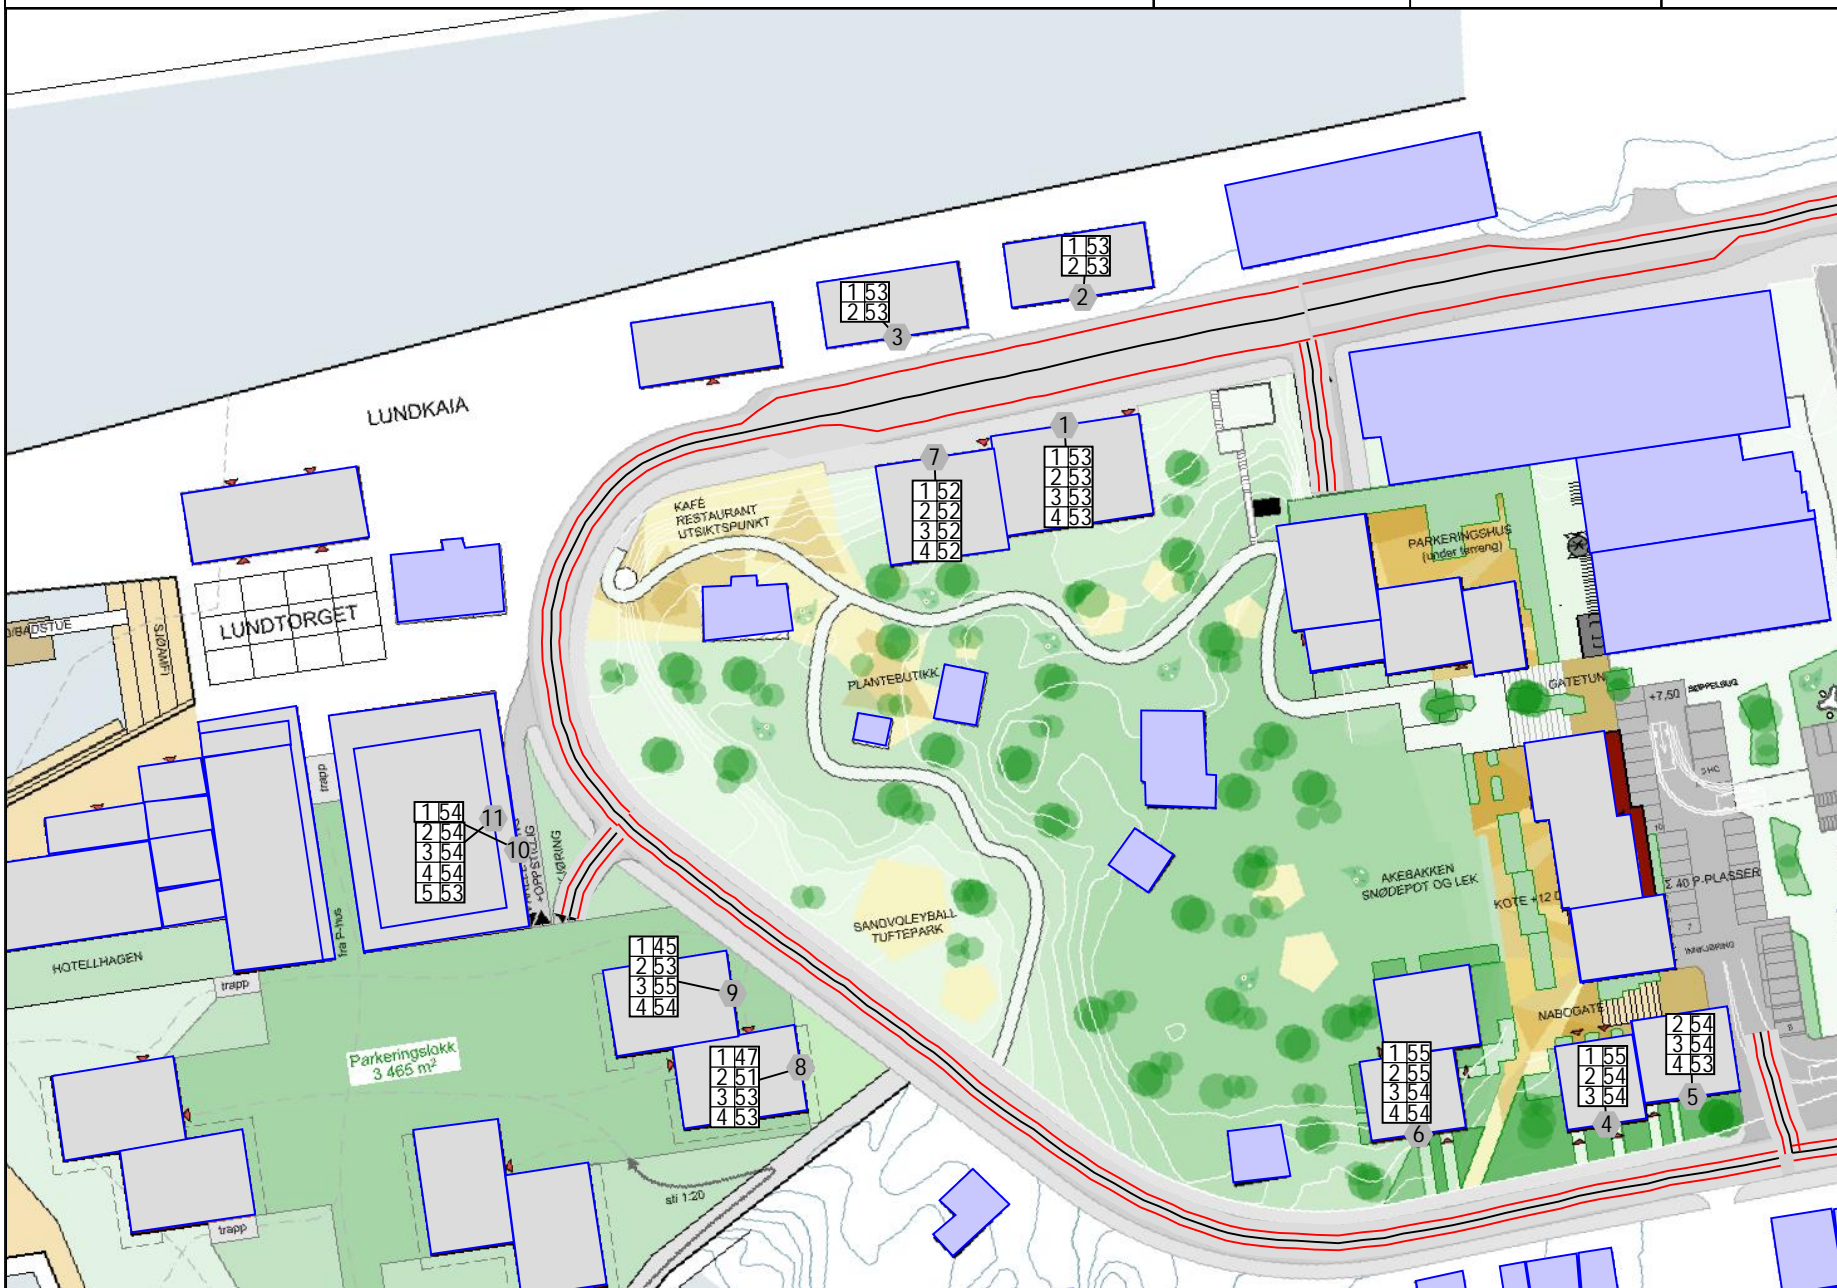 1 53
2 53
2
1 53
2 53
3
LUNDKAIA
1
1 53
2 53
3 53
4 53
7
1 52
2 52
3 52
4 52
KAFÉ
RESTAURANT
UTSIKTSPUNKT
PARKERINGSHUS
(under terreng)
LUNDTORGET
SJØAMFI
PLANTEBUTIKK
GATETUN
+7,50
trapp
1 54
2 54
3 54
4 54
5 53
11
10
+OPPSTILLING
AKEBAKKEN
SNØDEPOT OG LEK
40 P-PLASSER
KOTE +12
SANDVOLEYBALL
TUFTEPARK
INNKJØRING
HOTELLHAGEN
fra P-hus
trapp
1 45
2 53
3 55
4 54
9
NABOGATE
2 54
3 54
4 53
5
Parkeringslokk
3 465 m²
1 47
2 51
3 53
4 53
8
1 55
2 55
3 54
4 54
6
1 55
2 54
3 54
4
sti 1:20
trapp